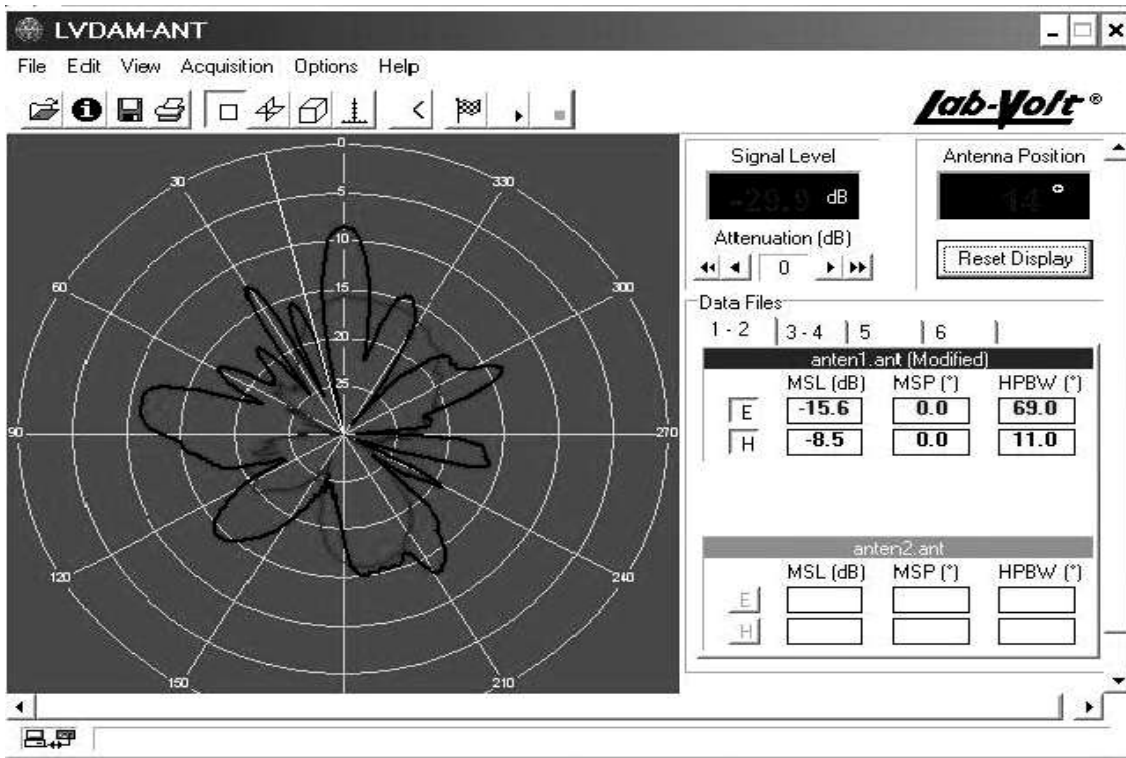 LVDAM-ANT
File Edit View Acquisition Options Help
Lab-Volt ®
Signal Level
-29.9 dB
Antenna Position
14 °
Attenuation (dB)
0
Reset Display
Data Files
1 - 2 3 - 4 5 6
anten1.ant (Modified)
MSL (dB) MSP (°) HPBW (°)
E -15.6 0.0 69.0
H -8.5 0.0 11.0
anten2.ant
MSL (dB) MSP (°) HPBW (°)
E
H
0
30
330
-5
-10
60
300
-15
-20
-25
90
270
120
240
150
210